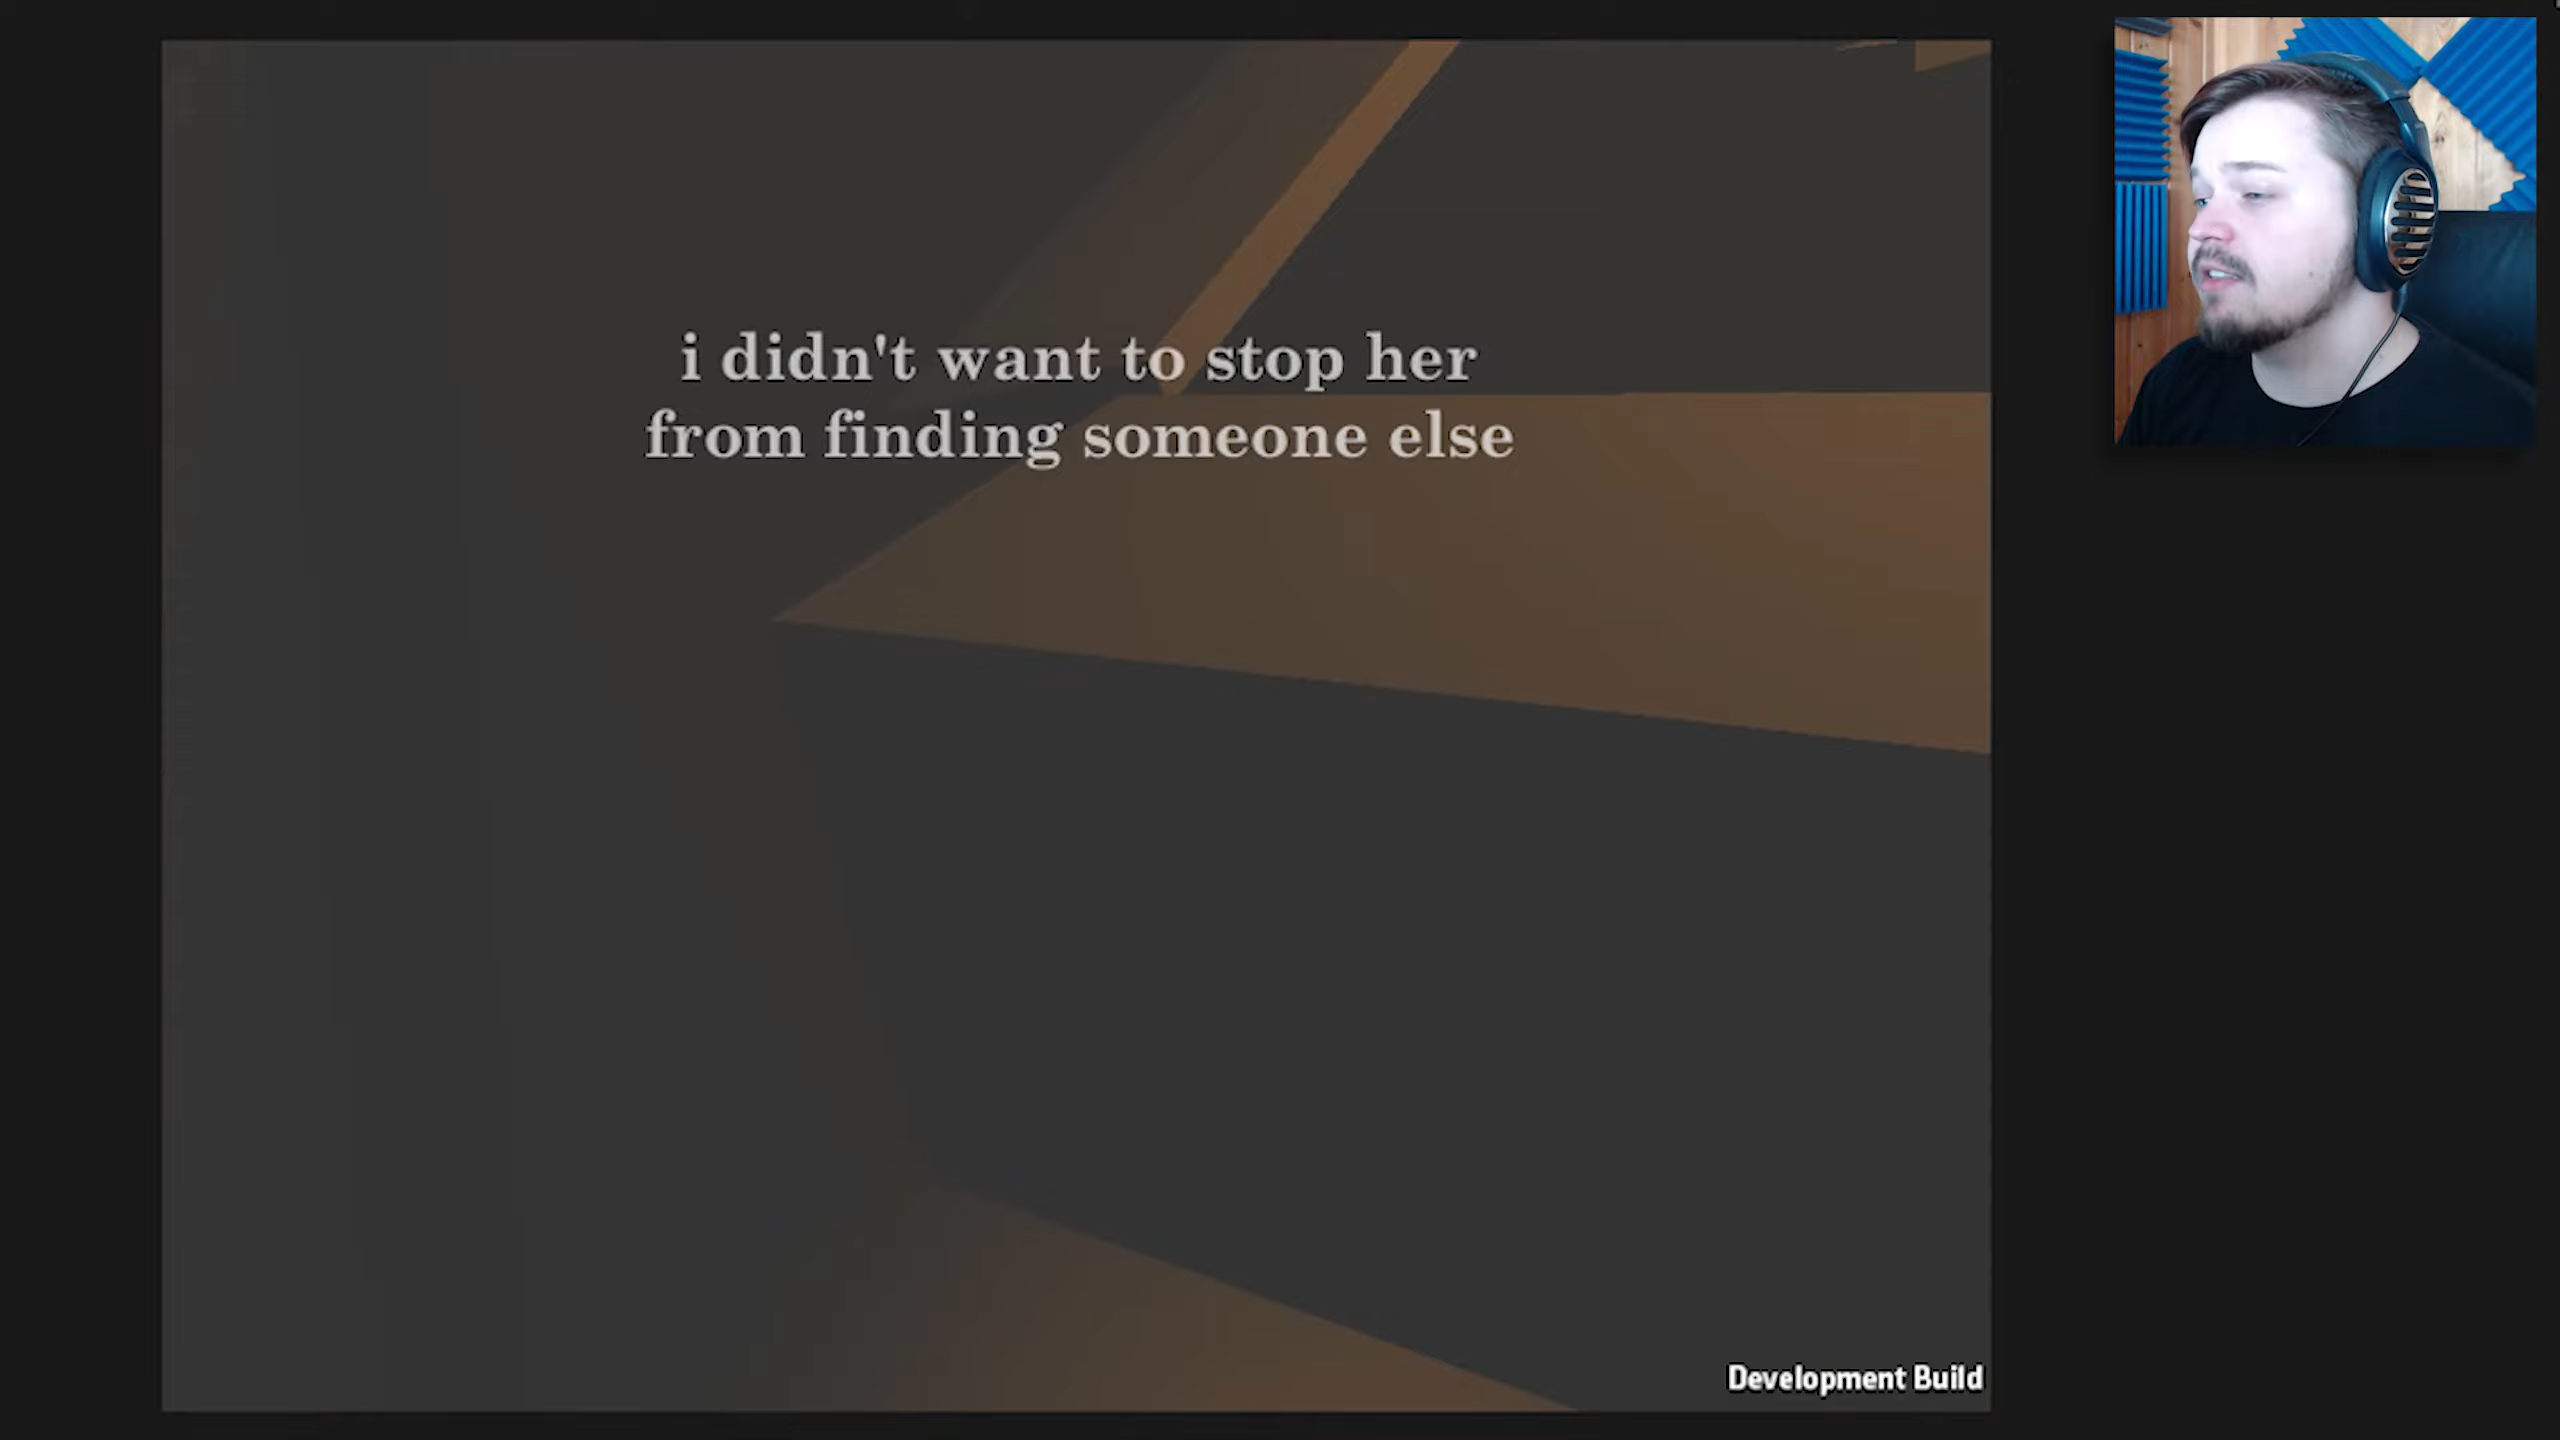 i didn't want to stop her
from finding someone else
Development Build